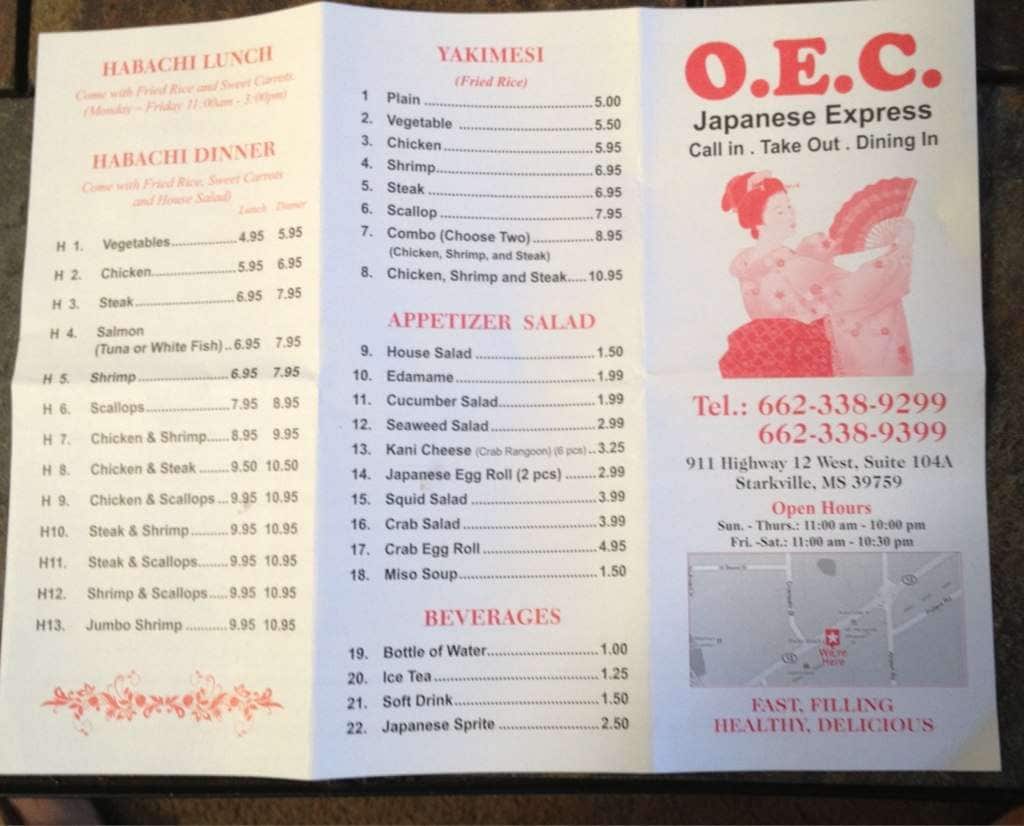 HABACHI LUNCH
Come with Fried Rice and Sweet Carrots.
(Monday – Friday 11:00am - 3:00pm)
HABACHI DINNER
Come with Fried Rice, Sweet Carrots
and House Salad)
Lunch Dinner
H 1. Vegetables 4.95 5.95
H 2. Chicken 5.95 6.95
H 3. Steak 6.95 7.95
H 4. Salmon
(Tuna or White Fish) 6.95 7.95
H 5. Shrimp 6.95 7.95
H 6. Scallops 7.95 8.95
H 7. Chicken & Shrimp 8.95 9.95
H 8. Chicken & Steak 9.50 10.50
H 9. Chicken & Scallops 9.95 10.95
H10. Steak & Shrimp 9.95 10.95
H11. Steak & Scallops 9.95 10.95
H12. Shrimp & Scallops 9.95 10.95
H13. Jumbo Shrimp 9.95 10.95
YAKIMESI
(Fried Rice)
1 Plain 5.00
2. Vegetable 5.50
3. Chicken 5.95
4. Shrimp 6.95
5. Steak 6.95
6. Scallop 7.95
7. Combo (Choose Two) 8.95
(Chicken, Shrimp, and Steak)
8. Chicken, Shrimp and Steak 10.95
APPETIZER SALAD
9. House Salad 1.50
10. Edamame 1.99
11. Cucumber Salad 1.99
12. Seaweed Salad 2.99
13. Kani Cheese (Crab Rangoon) (6 pcs) 3.25
14. Japanese Egg Roll (2 pcs) 2.99
15. Squid Salad 3.99
16. Crab Salad 3.99
17. Crab Egg Roll 4.95
18. Miso Soup 1.50
BEVERAGES
19. Bottle of Water 1.00
20. Ice Tea 1.25
21. Soft Drink 1.50
22. Japanese Sprite 2.50
O.E.C.
Japanese Express
Call in . Take Out . Dining In
Tel.: 662-338-9299
662-338-9399
911 Highway 12 West, Suite 104A
Starkville, MS 39759
Open Hours
Sun. - Thurs.: 11:00 am - 10:00 pm
Fri. -Sat.: 11:00 am - 10:30 pm
12
We're
Here
12
FAST, FILLING
HEALTHY, DELICIOUS